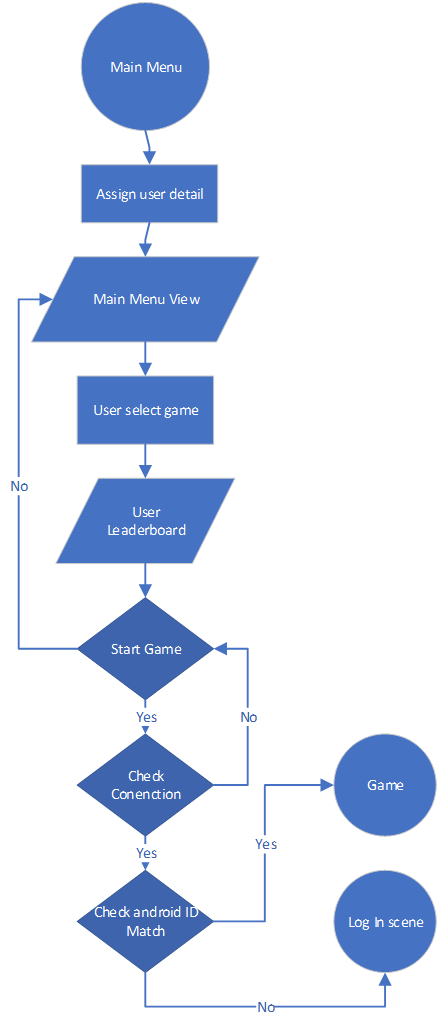 Main Menu
Assign user detail
Main Menu View
User select game
No
User
Leaderboard
Start Game
Yes
No
Check
Conenction
Game
Yes
Yes
Check android ID
Match
Log In scene
No